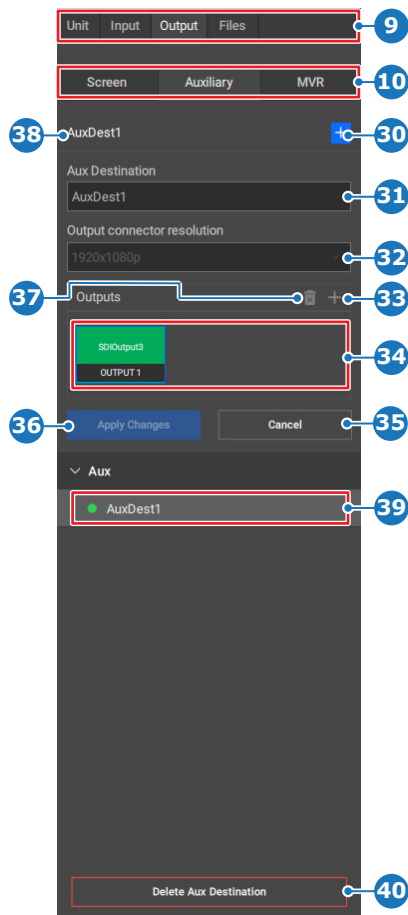 Unit Input Output Files 9
Screen Auxiliary MVR 10
38 AuxDest1 30
Aux Destination
AuxDest1 31
Output connector resolution
1920x1080p 32
37 Outputs 33
SDIOutput3
OUTPUT 1 34
36 Apply Changes Cancel 35
Aux
AuxDest1 39
Delete Aux Destination 40